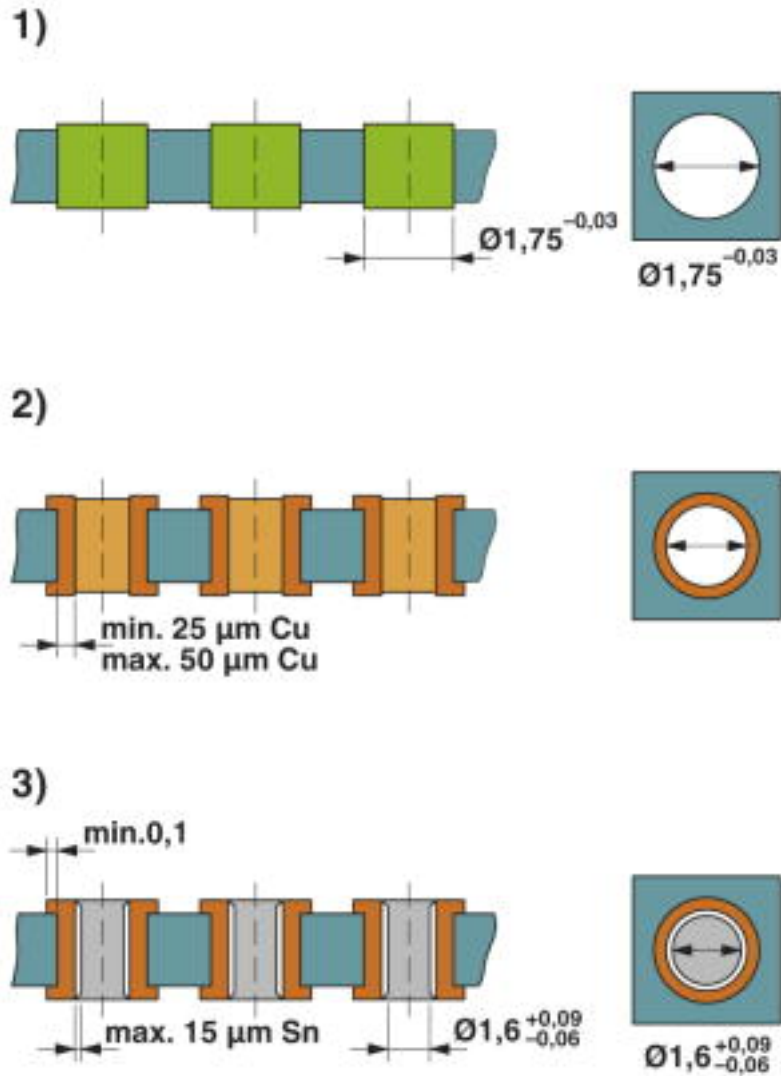 1)
Ø1,75 −0,03
Ø1,75 −0,03
2)
min. 25 µm Cu
max. 50 µm Cu
3)
min.0,1
max. 15 µm Sn
Ø1,6 +0,09 −0,06
Ø1,6 +0,09 −0,06